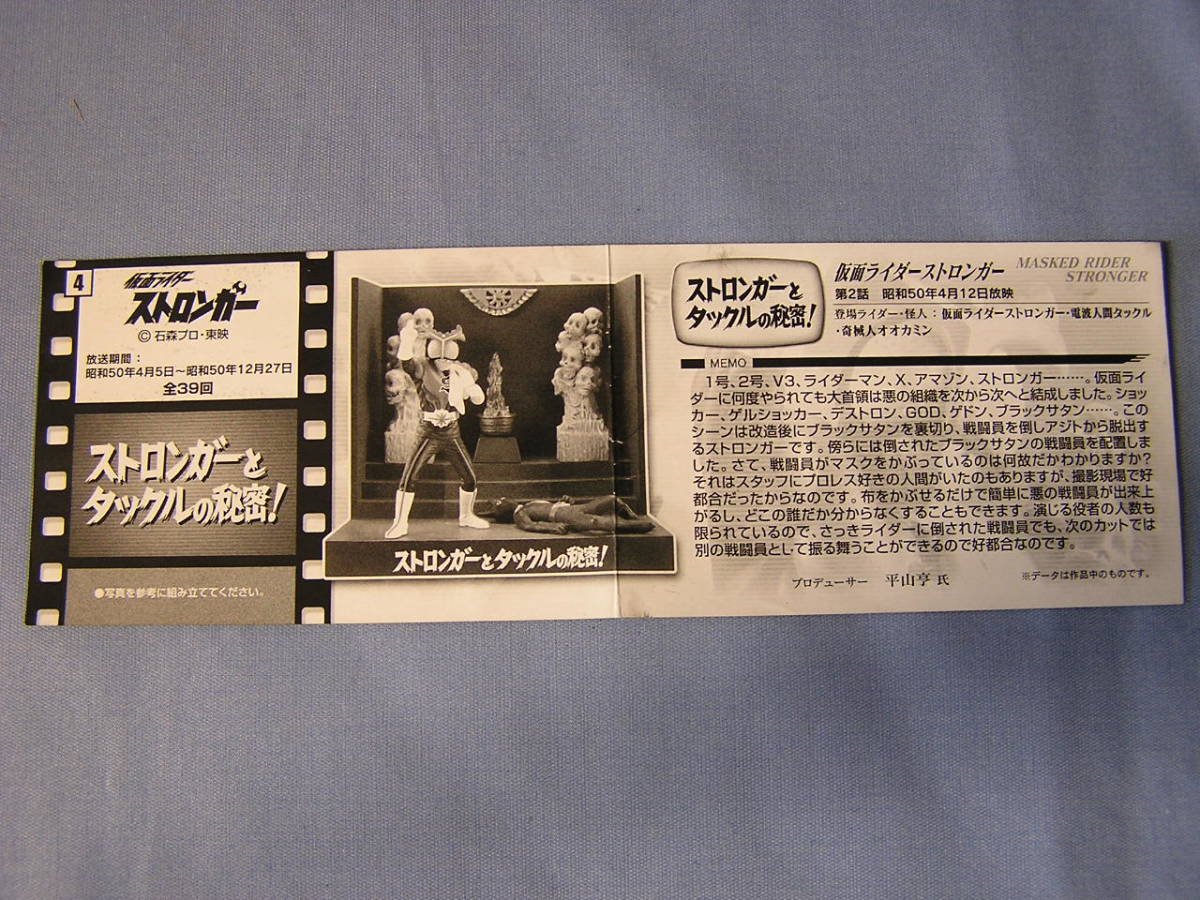 4
仮面ライダー
ストロンガー
© 石森プロ・東映
放送期間：
昭和50年4月5日～昭和50年12月27日
全39回
ストロンガーと
タックルの秘密！
●写真を参考に組み立ててください。
ストロンガーとタックルの秘密！
ストロンガーと
タックルの秘密！
仮面ライダーストロンガー
MASKED RIDER
STRONGER
第2話　昭和50年4月12日放映
登場ライダー・怪人：仮面ライダーストロンガー・電波人間タックル
・奇械人オオカミン
MEMO
1号、2号、V3、ライダーマン、X、アマゾン、ストロンガー……。仮面ライ
ダーに何度やられても大首領は悪の組織を次から次へと結成しました。ショッ
カー、ゲルショッカー、デストロン、GOD、ゲドン、ブラックサタン……。この
シーンは改造後にブラックサタンを裏切り、戦闘員を倒しアジトから脱出す
るストロンガーです。傍らには倒されたブラックサタンの戦闘員を配置しま
した。さて、戦闘員がマスクをかぶっているのは何故だかわかりますか？
それはスタッフにプロレス好きの人間がいたのもありますが、撮影現場で好
都合だったからなのです。布をかぶせるだけで簡単に悪の戦闘員が出来上
がるし、どこの誰だか分からなくすることもできます。演じる役者の人数も
限られているので、さっきライダーに倒された戦闘員でも、次のカットでは
別の戦闘員として振る舞うことができるので好都合なのです。
プロデューサー　平山亨 氏
※データは作品中のものです。